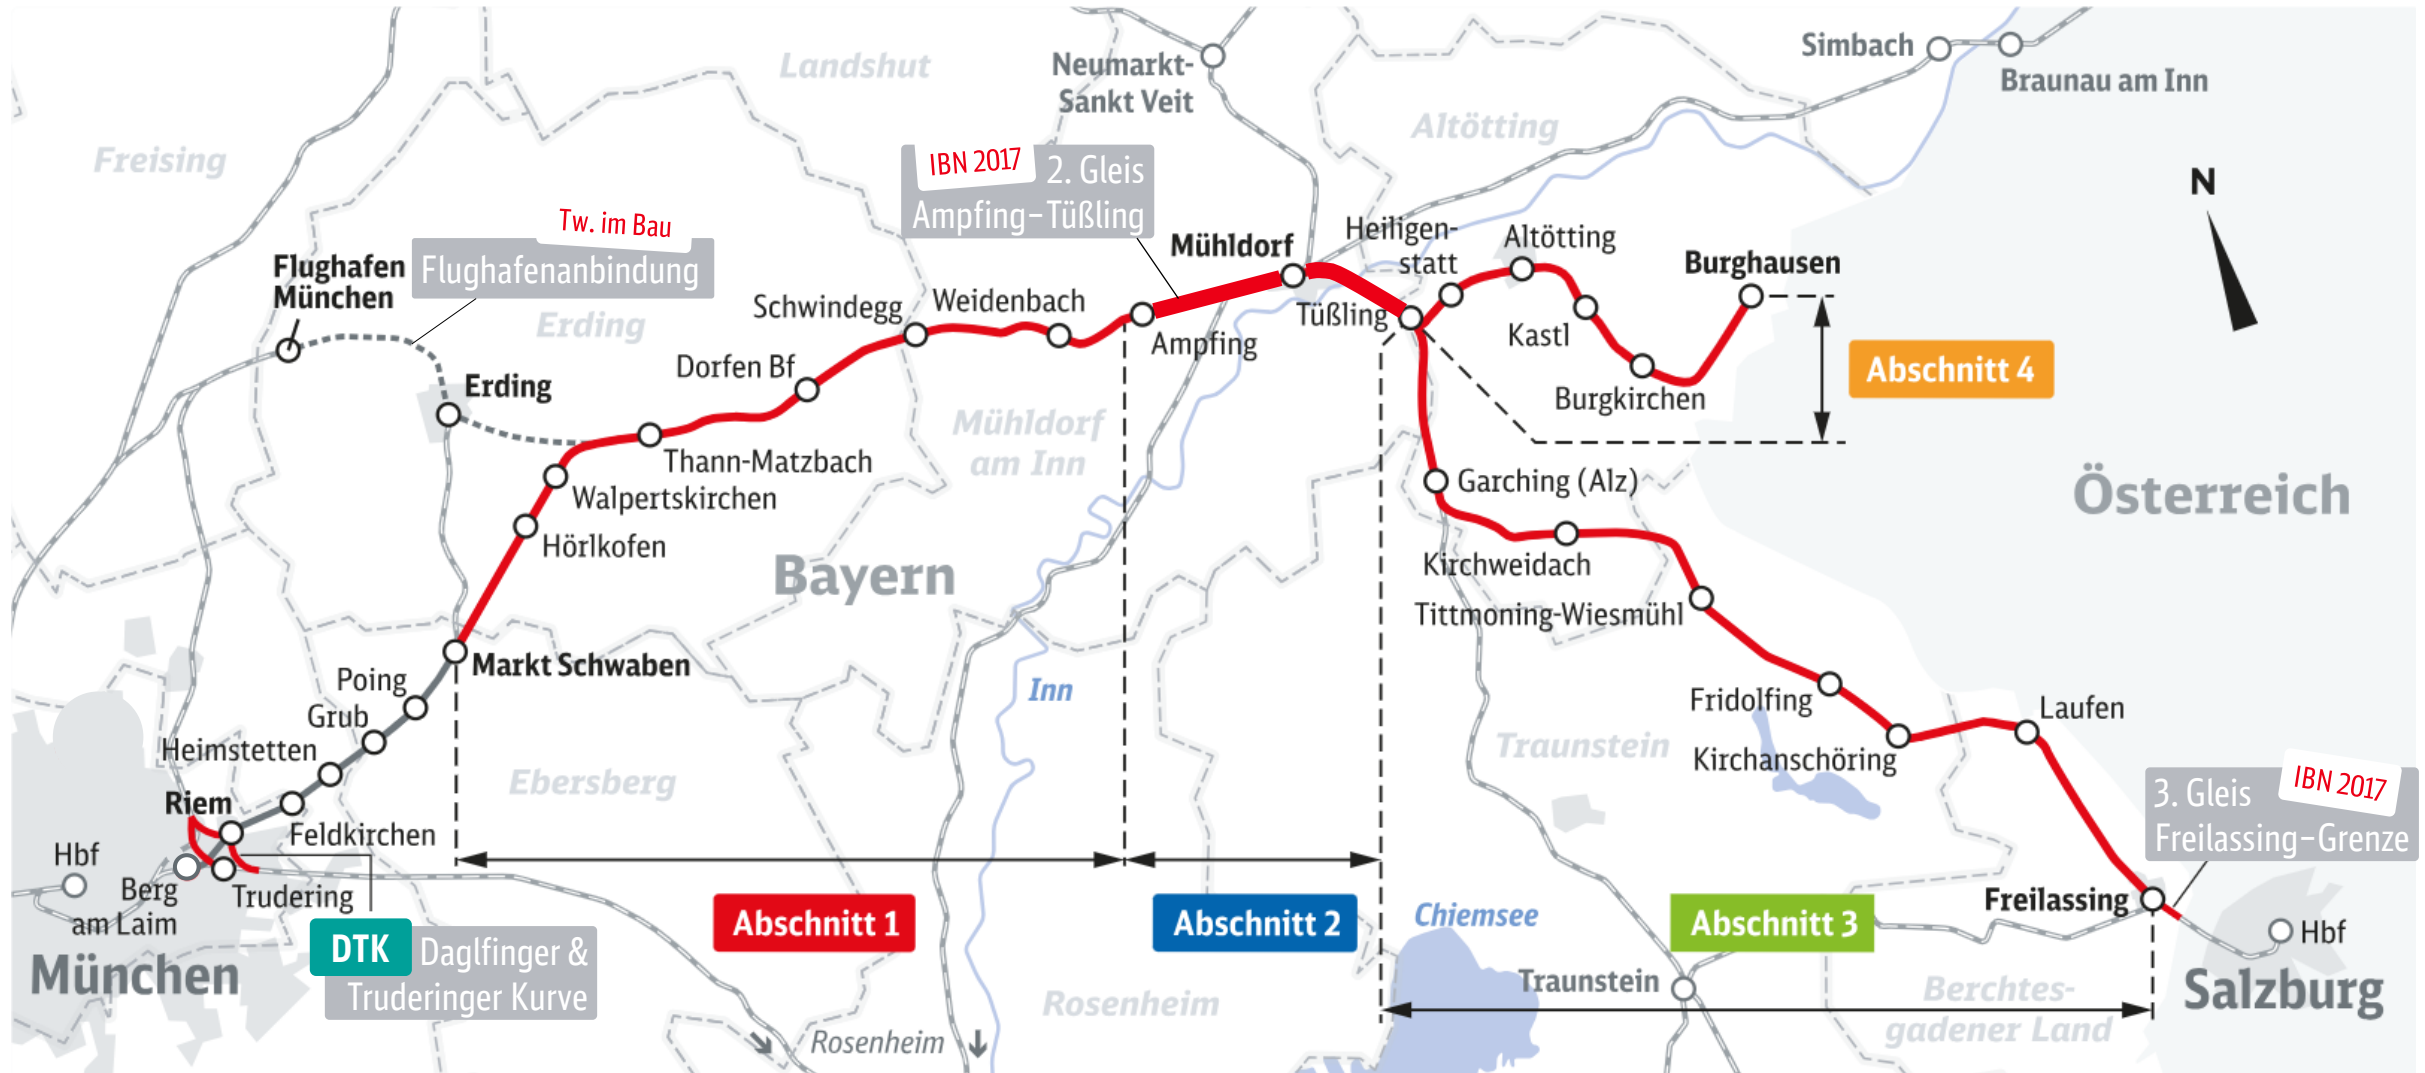 Landshut
Neumarkt-
Sankt Veit
Simbach
Braunau am Inn
Freising
Altötting
IBN 2017
2. Gleis
Ampfing–Tüßling
N
Tw. im Bau
Flughafenanbindung
Flughafen
München
Erding
Mühldorf
Heiligen-
statt
Altötting
Burghausen
Schwindegg
Weidenbach
Ampfing
Tüßling
Kastl
Abschnitt 4
Dorfen Bf
Burgkirchen
Erding
Mühldorf
am Inn
Thann-Matzbach
Walpertskirchen
Hörlkofen
Garching (Alz)
Österreich
Bayern
Kirchweidach
Tittmoning-Wiesmühl
Markt Schwaben
Poing
Grub
Heimstetten
Inn
Fridolfing
Laufen
Traunstein
Kirchanschöring
Ebersberg
Riem
Feldkirchen
IBN 2017
3. Gleis
Freilassing–Grenze
Hbf
Berg
am Laim
Trudering
Abschnitt 1
Abschnitt 2
Chiemsee
Abschnitt 3
Freilassing
Hbf
München
DTK
Daglfinger &
Truderinger Kurve
Rosenheim
Traunstein
Berchtes-
gadener Land
Salzburg
Rosenheim